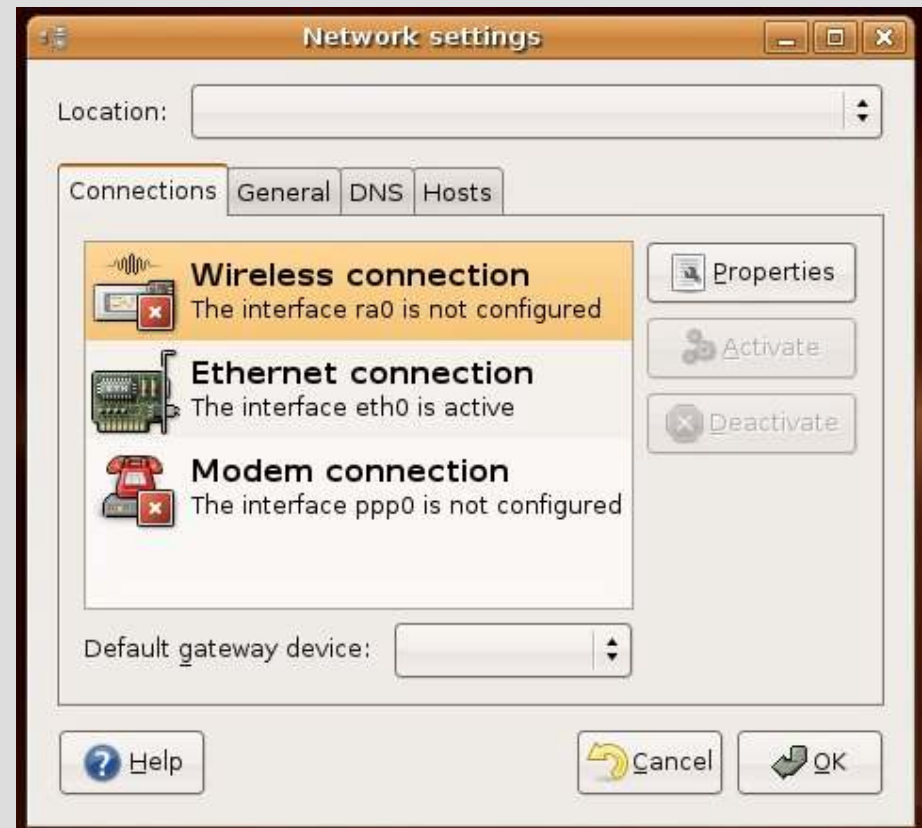 Network settings
Location:
Connections General DNS Hosts
Wireless connection
The interface ra0 is not configured
Ethernet connection
The interface eth0 is active
Modem connection
The interface ppp0 is not configured
Properties
Activate
Deactivate
Default gateway device:
Help
Cancel
OK